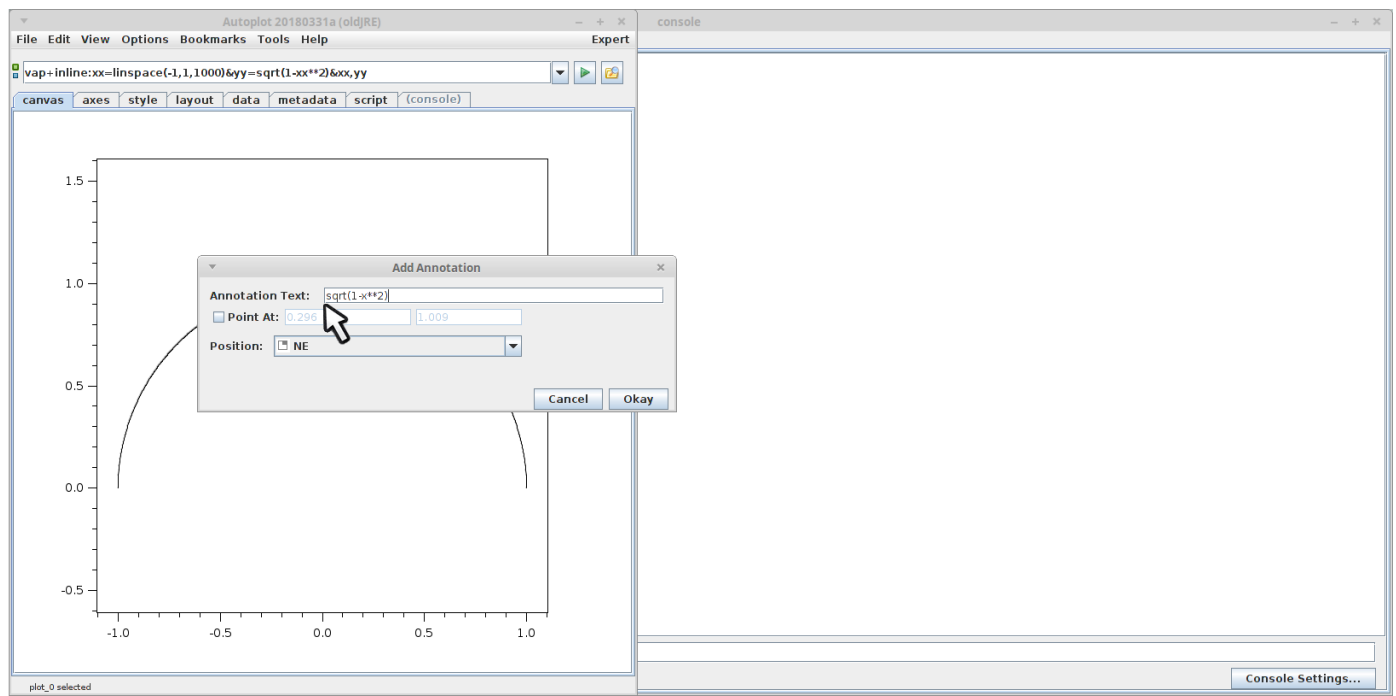 Autoplot 20180331a (oldJRE)
console
File Edit View Options Bookmarks Tools Help Expert
vap+inline:xx=linspace(-1,1,1000)&yy=sqrt(1-xx**2)&xx,yy
canvas axes style layout data metadata script (console)
1.5
1.0
0.5
0.0
-0.5
-1.0 -0.5 0.0 0.5 1.0
Add Annotation
Annotation Text: sqrt(1-x**2)
Point At: 0.296 1.009
Position: NE
Cancel Okay
Console Settings...
plot_0 selected